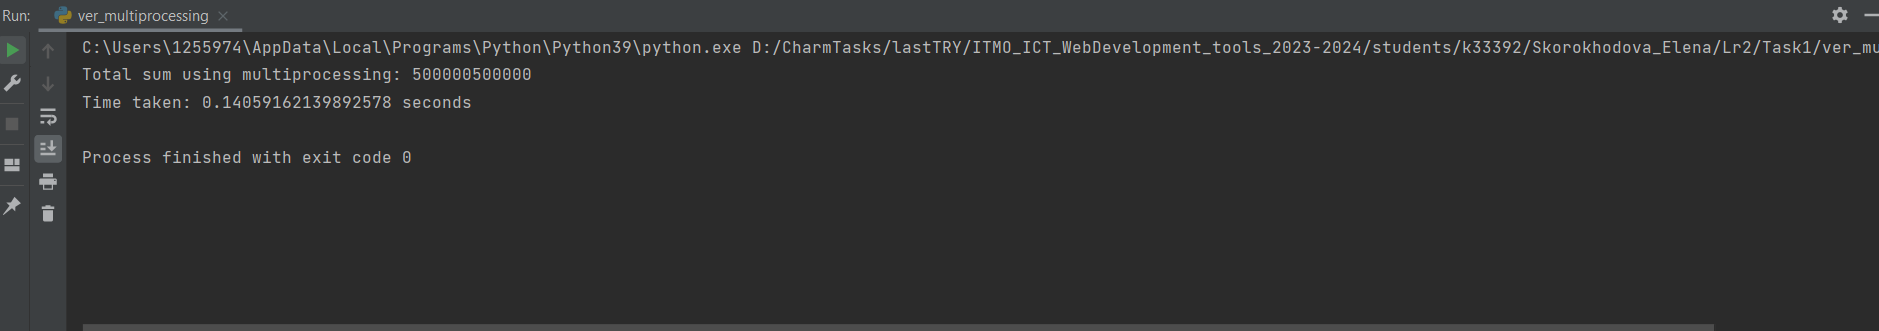 Run: ver_multiprocessing
C:\Users\1255974\AppData\Local\Programs\Python\Python39\python.exe D:/CharmTasks/lastTRY/ITMO_ICT_WebDevelopment_tools_2023-2024/students/k33392/Skorokhodova_Elena/Lr2/Task1/ver_mu
Total sum using multiprocessing: 500000500000
Time taken: 0.14059162139892578 seconds
Process finished with exit code 0